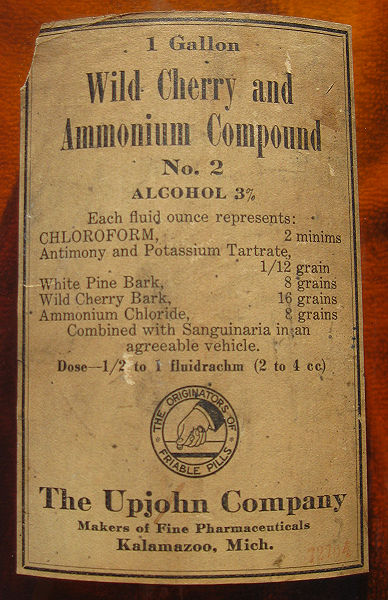 1 Gallon
Wild Cherry and
Ammonium Compound
No. 2
ALCOHOL 3%
Each fluid ounce represents:
CHLOROFORM, 2 minims
Antimony and Potassium Tartrate,
1/12 grain
White Pine Bark, 8 grains
Wild Cherry Bark, 16 grains
Ammonium Chloride, 8 grains
Combined with Sanguinaria in an
agreeable vehicle.
Dose—1/2 to 1 fluidrachm (2 to 4 cc)
THE ORIGINATORS OF
FRIABLE PILLS
The Upjohn Company
Makers of Fine Pharmaceuticals
Kalamazoo, Mich.